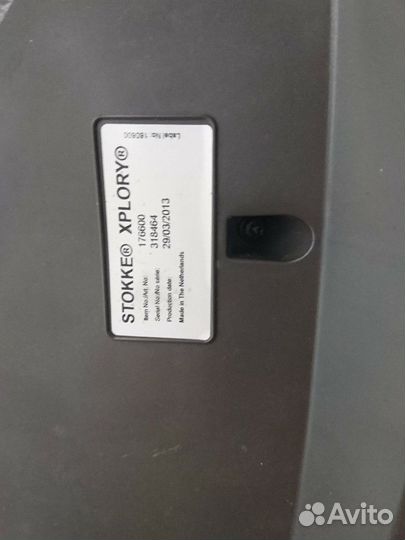 STOKKE® XPLORY®
Item No./Art. No: 176600
Serial No./No série: 318464
Production date: 29/03/2013
Made in The Netherlands
Label No: 180600
Avito